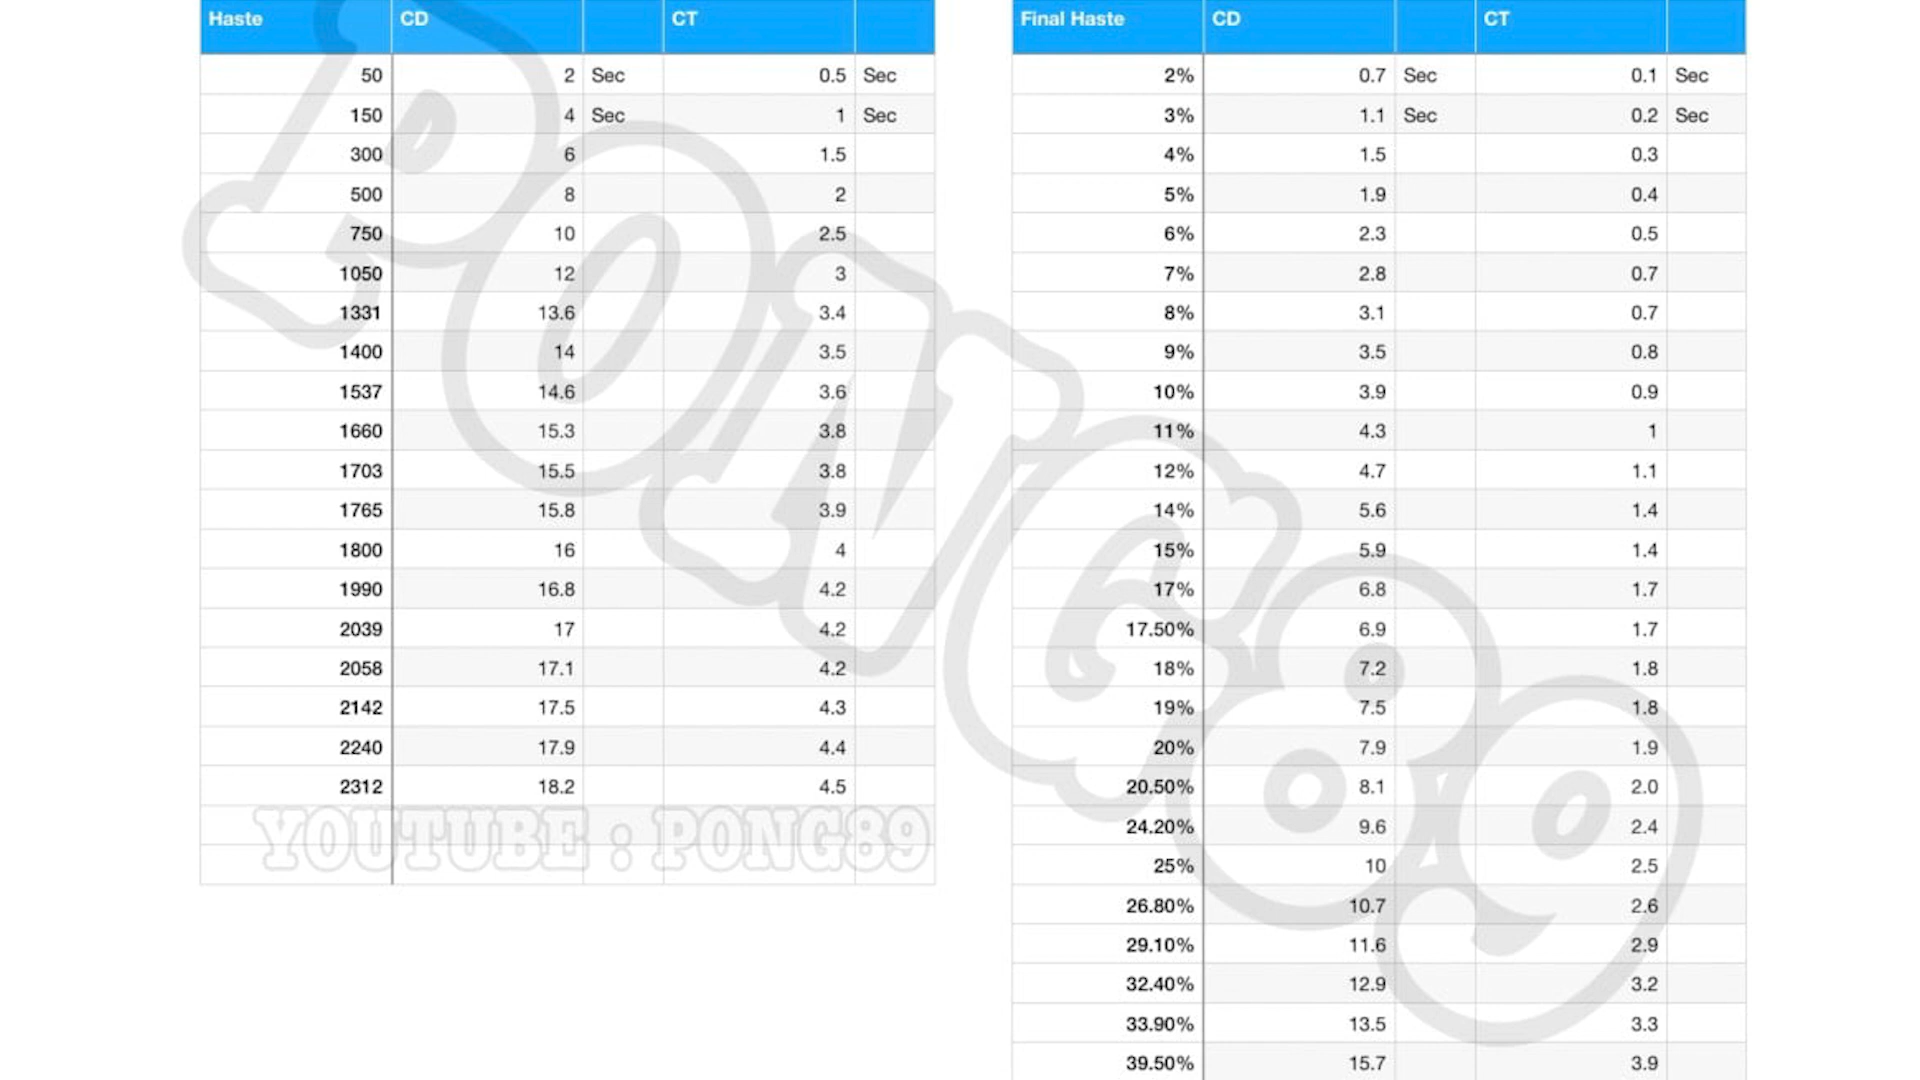 Haste CD CT
50 2 Sec 0.5 Sec
150 4 Sec 1 Sec
300 6 1.5
500 8 2
750 10 2.5
1050 12 3
1331 13.6 3.4
1400 14 3.5
1537 14.6 3.6
1660 15.3 3.8
1703 15.5 3.8
1765 15.8 3.9
1800 16 4
1990 16.8 4.2
2039 17 4.2
2058 17.1 4.2
2142 17.5 4.3
2240 17.9 4.4
2312 18.2 4.5
YOUTUBE : PONG89
Final Haste CD CT
2% 0.7 Sec 0.1 Sec
3% 1.1 Sec 0.2 Sec
4% 1.5 0.3
5% 1.9 0.4
6% 2.3 0.5
7% 2.8 0.7
8% 3.1 0.7
9% 3.5 0.8
10% 3.9 0.9
11% 4.3 1
12% 4.7 1.1
14% 5.6 1.4
15% 5.9 1.4
17% 6.8 1.7
17.50% 6.9 1.7
18% 7.2 1.8
19% 7.5 1.8
20% 7.9 1.9
20.50% 8.1 2.0
24.20% 9.6 2.4
25% 10 2.5
26.80% 10.7 2.6
29.10% 11.6 2.9
32.40% 12.9 3.2
33.90% 13.5 3.3
39.50% 15.7 3.9
PONG89